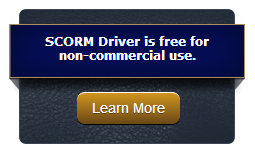 SCORM Driver is free for
non-commercial use.
Learn More